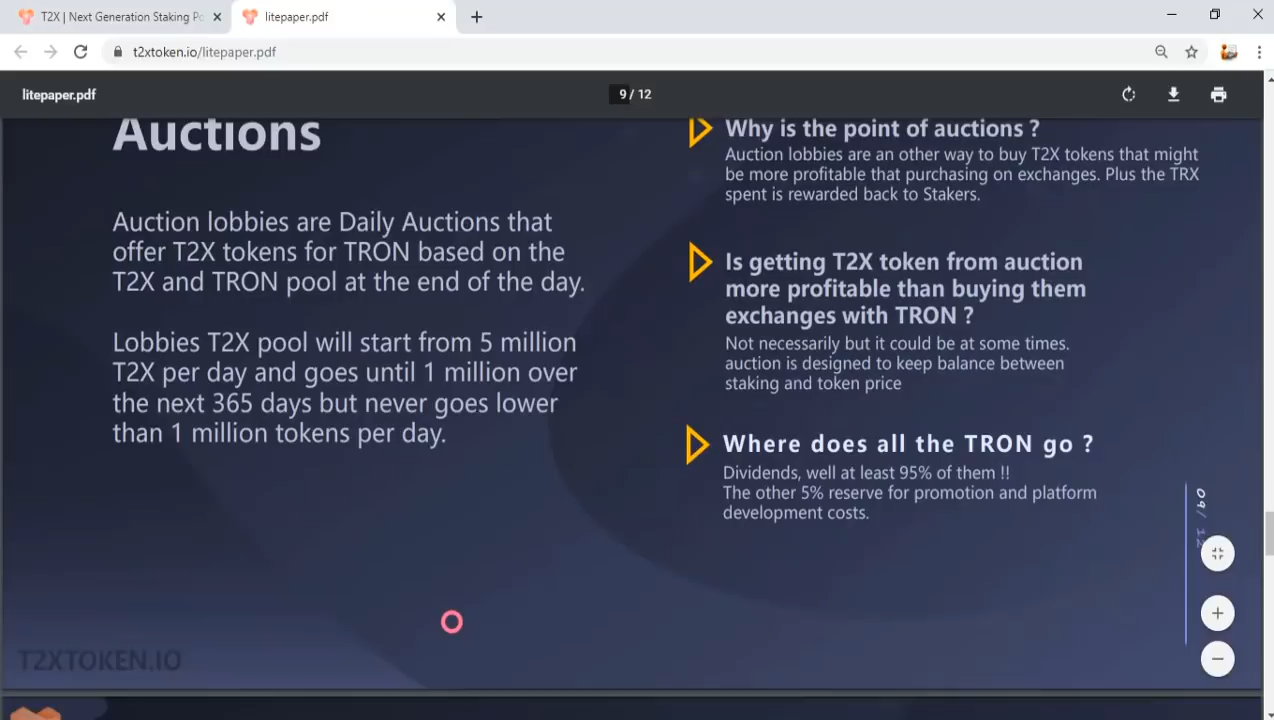 T2X | Next Generation Staking Po
litepaper.pdf
t2xtoken.io/litepaper.pdf
litepaper.pdf
9 / 12
Auctions
Auction lobbies are Daily Auctions that
offer T2X tokens for TRON based on the
T2X and TRON pool at the end of the day.
Lobbies T2X pool will start from 5 million
T2X per day and goes until 1 million over
the next 365 days but never goes lower
than 1 million tokens per day.
Why is the point of auctions ?
Auction lobbies are an other way to buy T2X tokens that might
be more profitable that purchasing on exchanges. Plus the TRX
spent is rewarded back to Stakers.
Is getting T2X token from auction
more profitable than buying them
exchanges with TRON ?
Not necessarily but it could be at some times.
auction is designed to keep balance between
staking and token price
Where does all the TRON go ?
Dividends, well at least 95% of them !!
The other 5% reserve for promotion and platform
development costs.
09/ 12
T2XTOKEN.IO